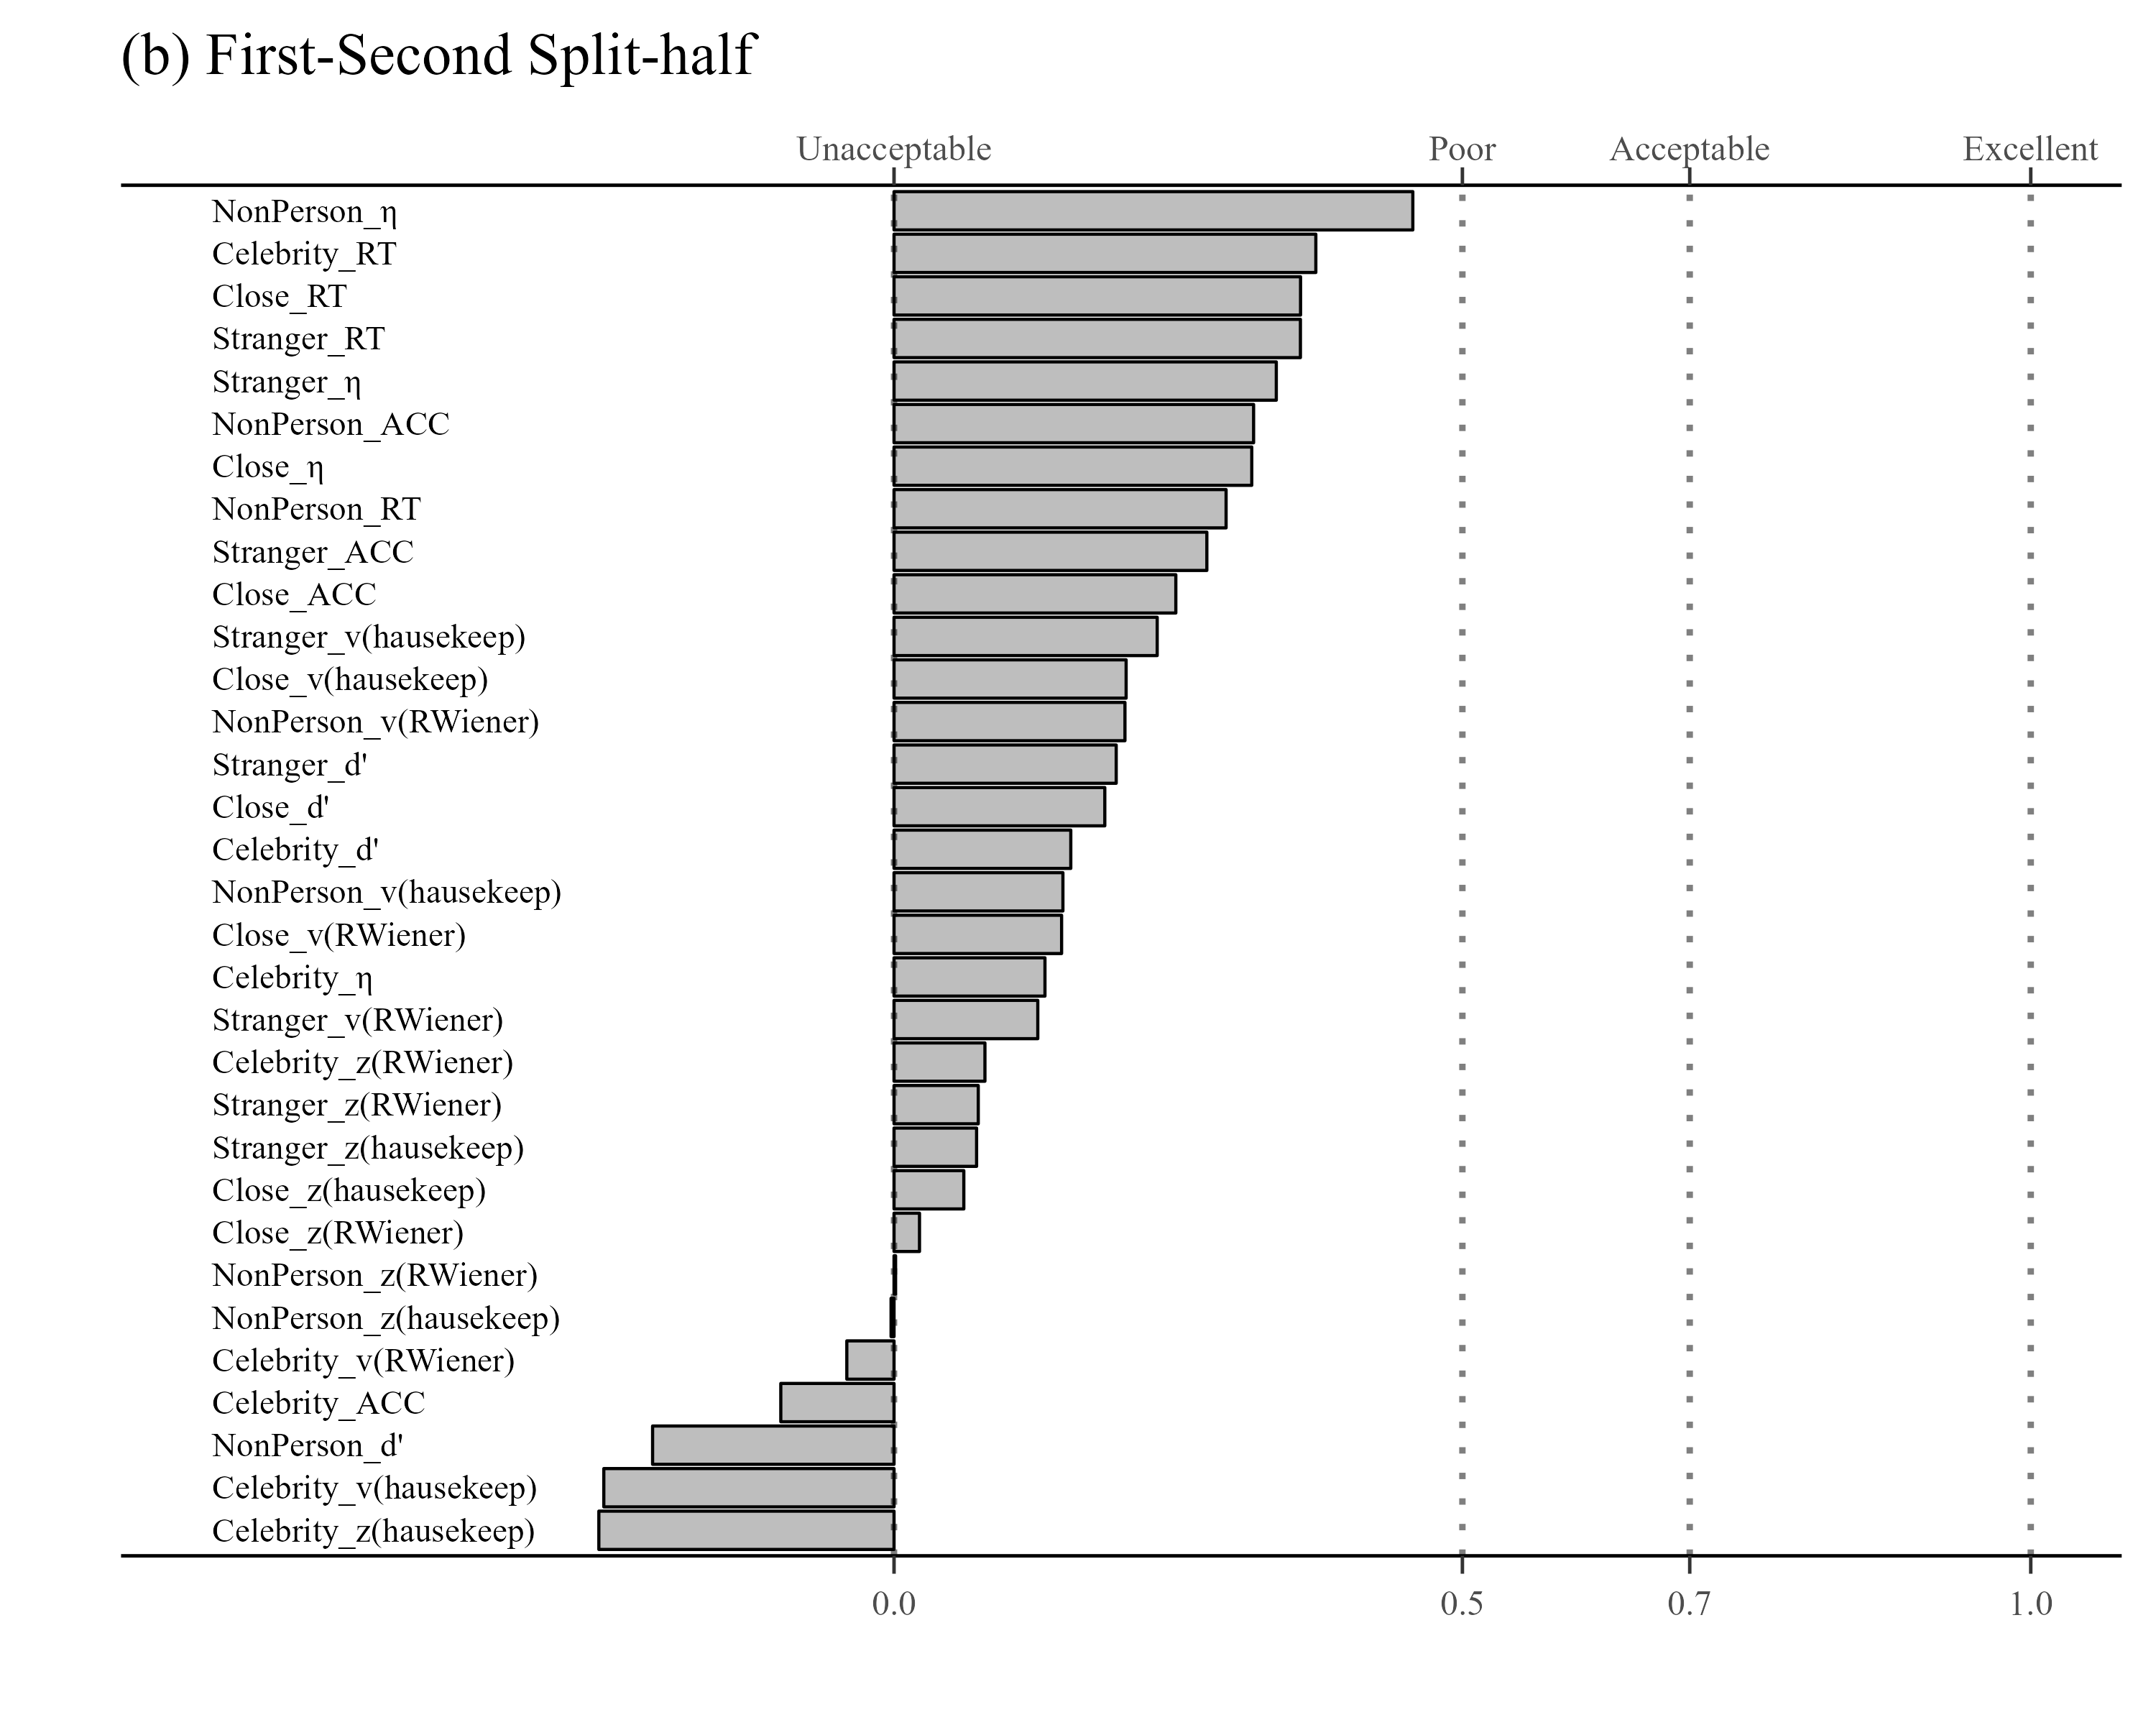 (b) First-Second Split-half
Unacceptable Poor Acceptable Excellent
NonPerson_η
Celebrity_RT
Close_RT
Stranger_RT
Stranger_η
NonPerson_ACC
Close_η
NonPerson_RT
Stranger_ACC
Close_ACC
Stranger_v(hausekeep)
Close_v(hausekeep)
NonPerson_v(RWiener)
Stranger_d'
Close_d'
Celebrity_d'
NonPerson_v(hausekeep)
Close_v(RWiener)
Celebrity_η
Stranger_v(RWiener)
Celebrity_z(RWiener)
Stranger_z(RWiener)
Stranger_z(hausekeep)
Close_z(hausekeep)
Close_z(RWiener)
NonPerson_z(RWiener)
NonPerson_z(hausekeep)
Celebrity_v(RWiener)
Celebrity_ACC
NonPerson_d'
Celebrity_v(hausekeep)
Celebrity_z(hausekeep)
0.0 0.5 0.7 1.0